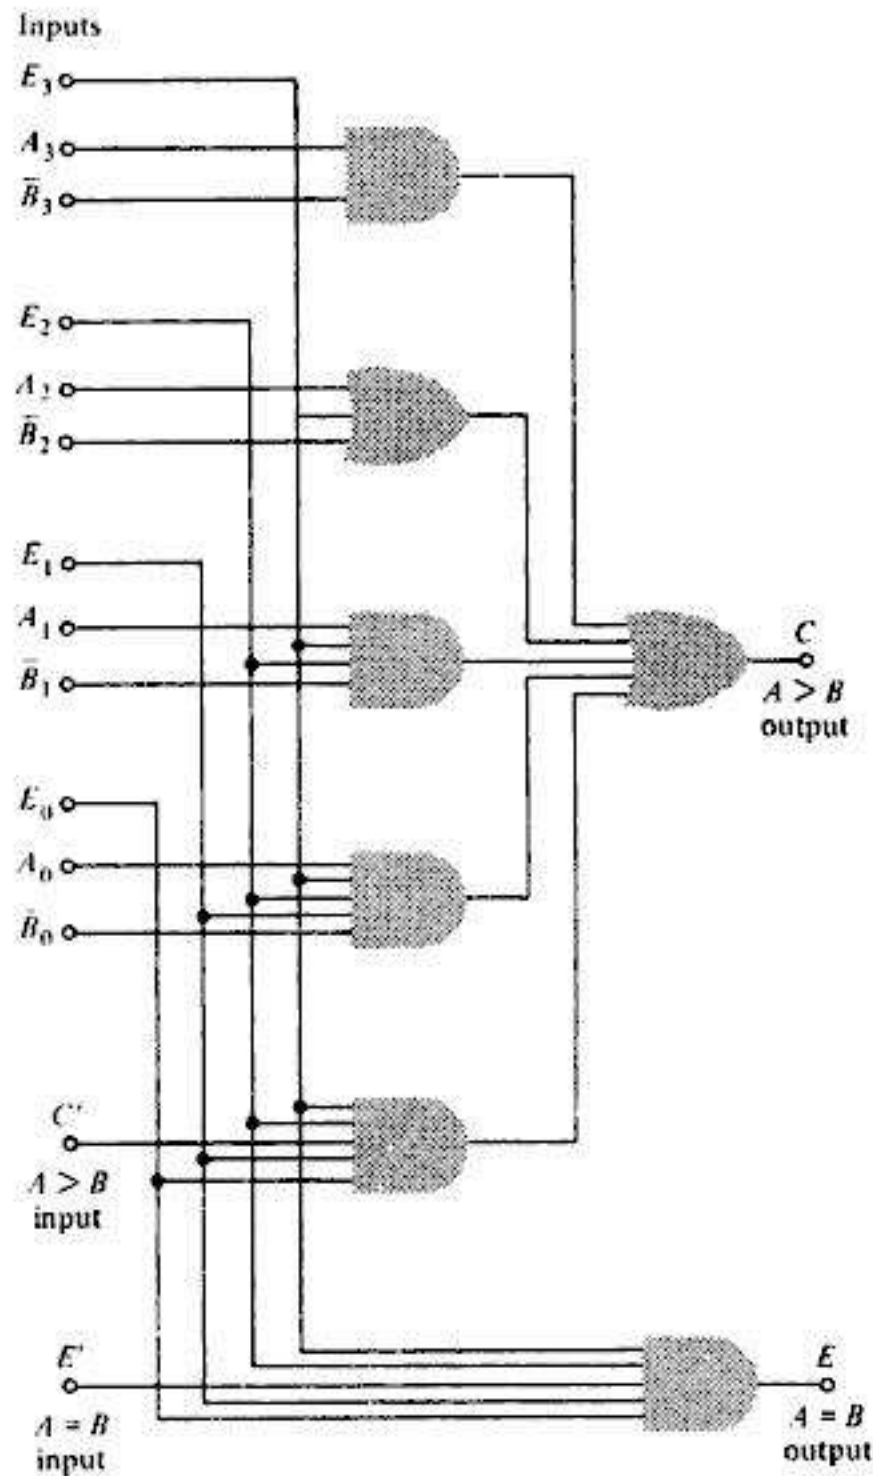 Inputs
E₃
A₃
B̅₃
E₂
A₂
B̅₂
E₁
A₁
B̅₁
C
A > B
output
E₀
A₀
B̅₀
C'
A > B
input
E'
A = B
input
E
A = B
output